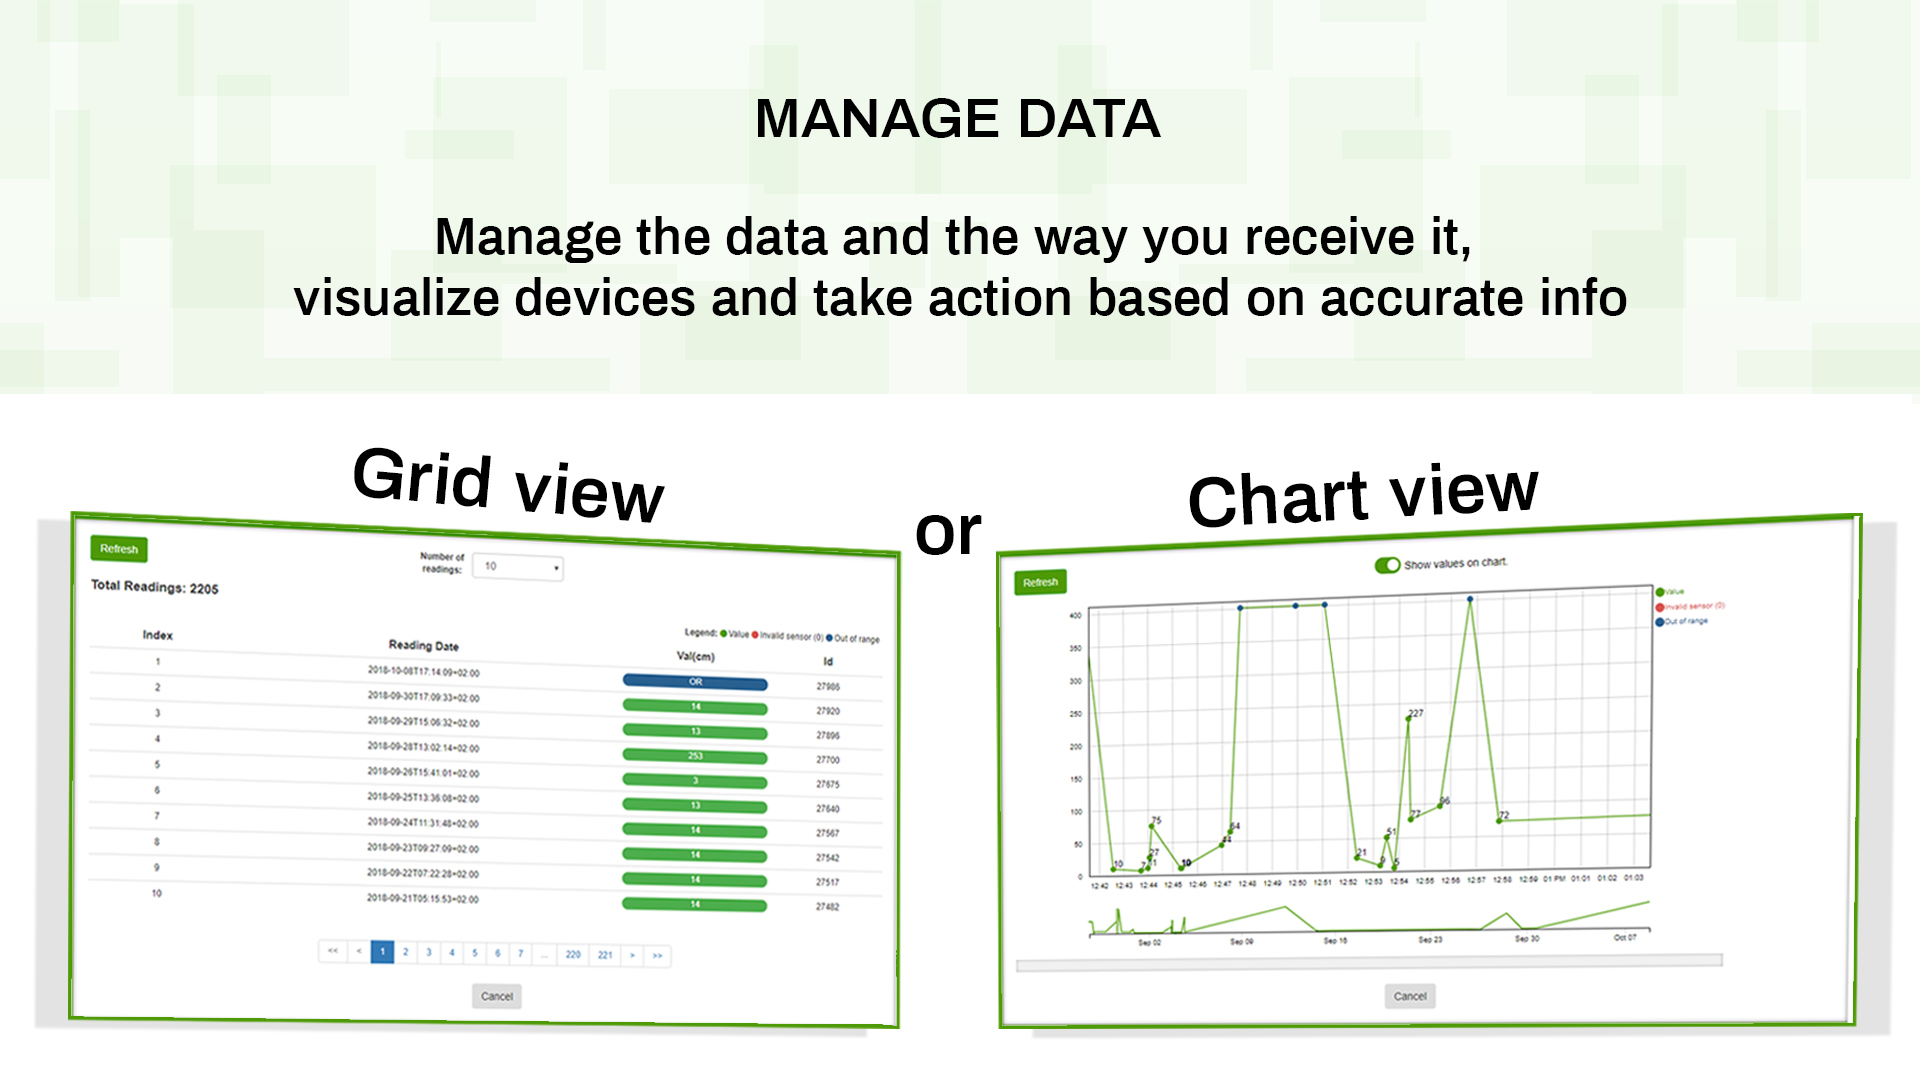 MANAGE DATA
Manage the data and the way you receive it,
visualize devices and take action based on accurate info
Grid view
or
Chart view
Refresh
Number of
readings:
10
Total Readings: 2205
Legend: Value Invalid sensor (0) Out of range
Index Reading Date Val(cm) Id
1 2018-10-08T17:14:09+02:00 OR 27986
2 2018-09-30T17:09:33+02:00 14 27920
3 2018-09-29T15:06:32+02:00 13 27896
4 2018-09-28T13:02:14+02:00 253 27700
5 2018-09-26T15:41:01+02:00 3 27675
6 2018-09-25T13:36:08+02:00 13 27640
7 2018-09-24T11:31:48+02:00 14 27567
8 2018-09-23T09:27:09+02:00 14 27542
9 2018-09-22T07:22:28+02:00 14 27517
10 2018-09-21T05:15:53+02:00 14 27482
<< < 1 2 3 4 5 6 7 ... 220 221 > >>
Cancel
Refresh
Show values on chart.
Value
Invalid sensor (0)
Out of range
400
350
300
250
200
150
100
50
0
227
96
77
75
72
64
51
44
27
21
10
10
9
7
5
12:42 12:43 12:44 12:45 12:46 12:47 12:48 12:49 12:50 12:51 12:52 12:53 12:54 12:55 12:56 12:57 12:58 12:59 01 PM 01:01 01:02 01:03
Sep 02 Sep 09 Sep 16 Sep 23 Sep 30 Oct 07
Cancel